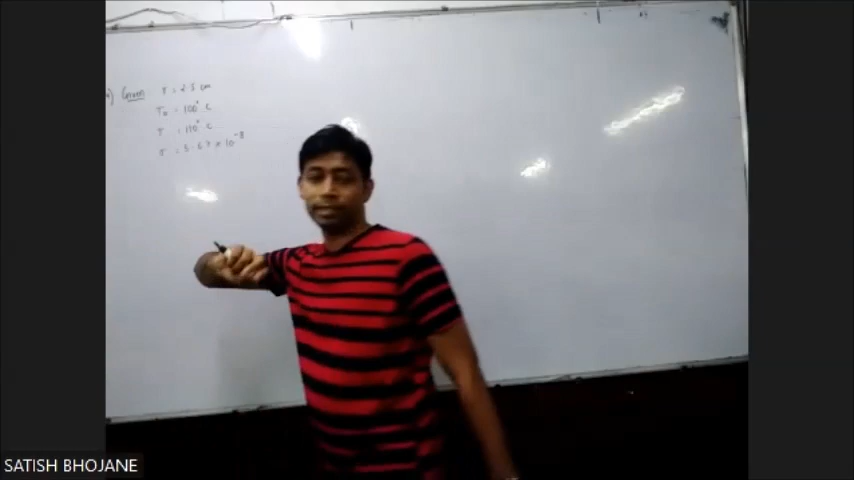 Given r = 2.5 cm
T₀ = 100° C
T = 110° C
σ = 5.67 × 10⁻⁸
SATISH BHOJANE